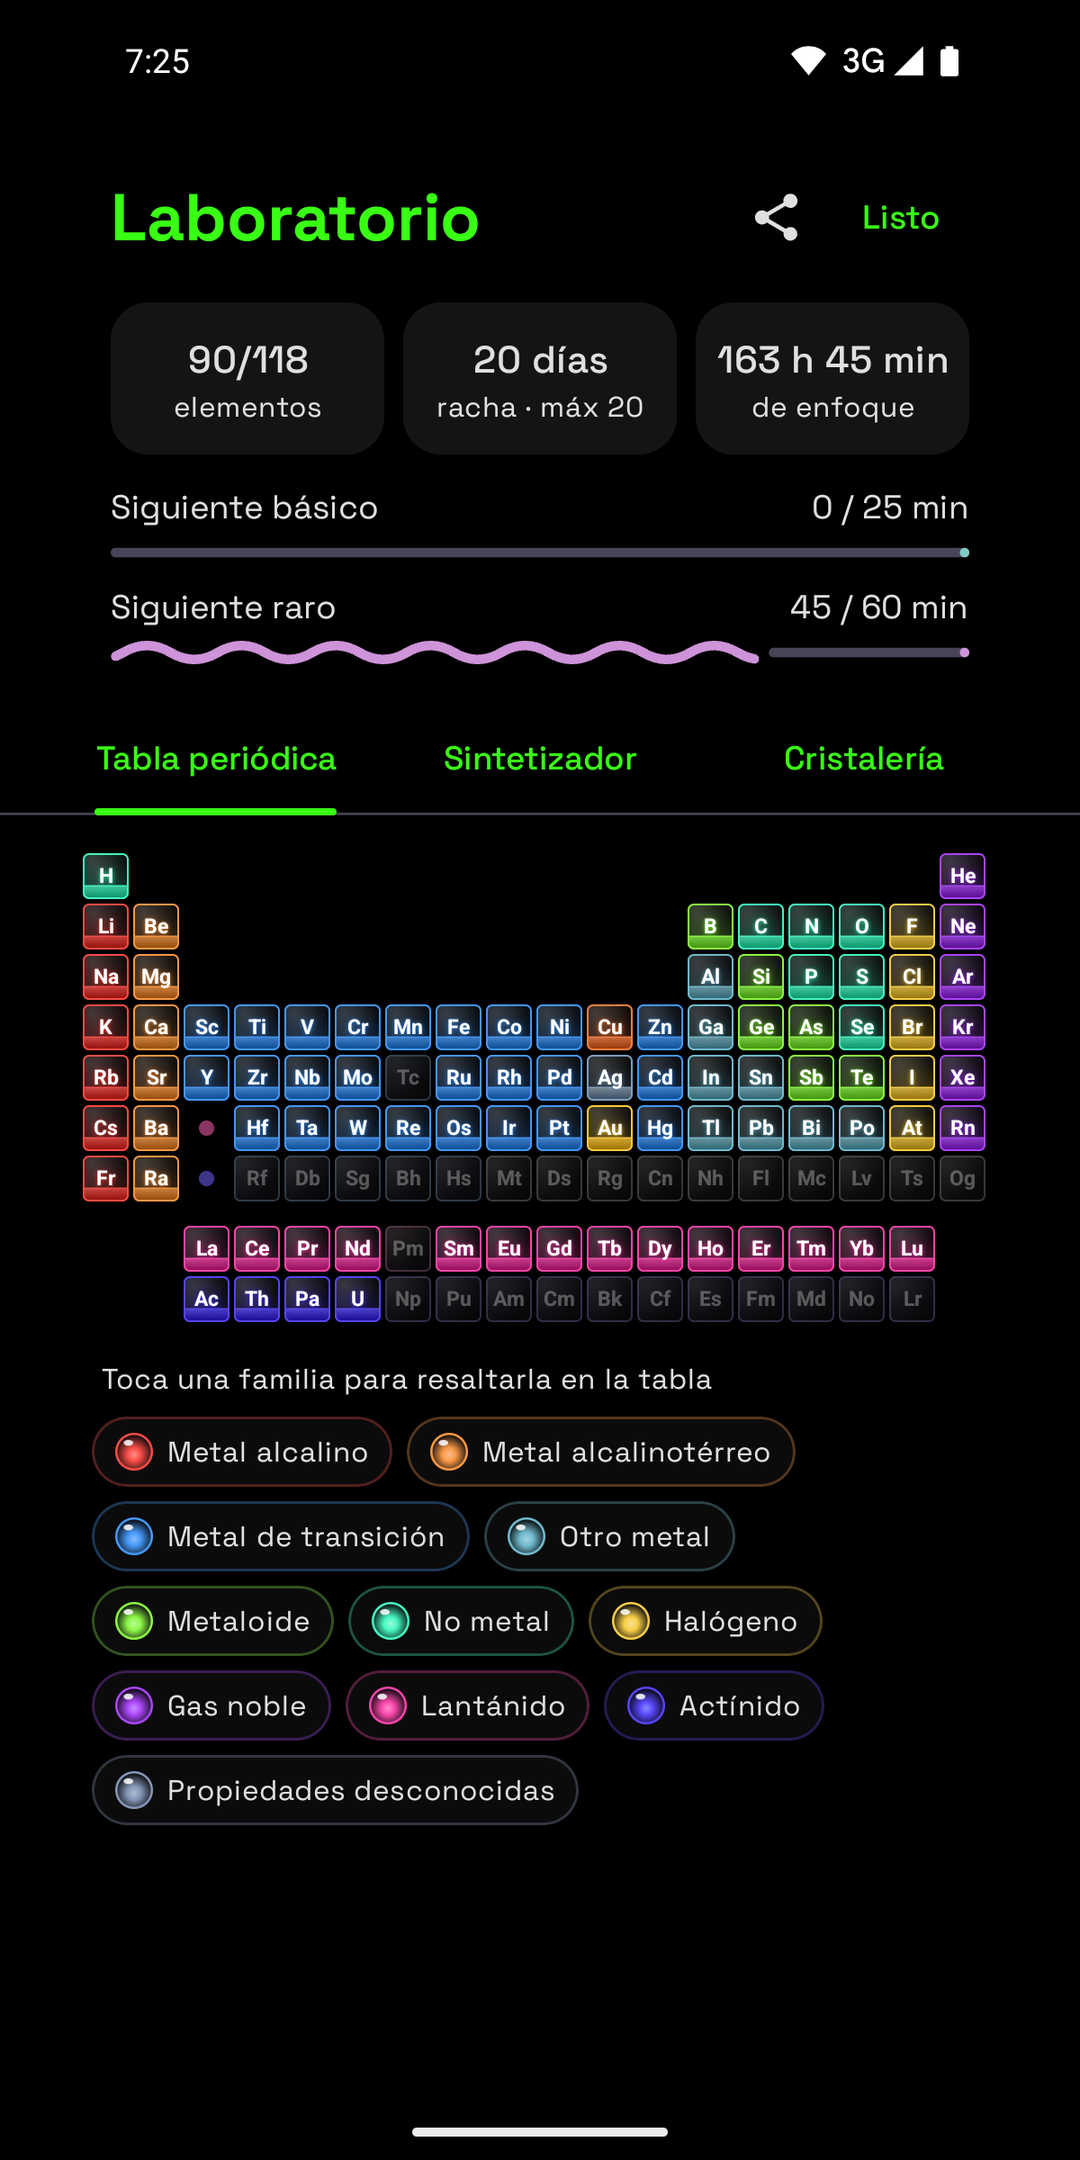 7:25
3G
Laboratorio
Listo
90/118
elementos
20 días
racha · máx 20
163 h 45 min
de enfoque
Siguiente básico 0 / 25 min
Siguiente raro 45 / 60 min
Tabla periódica Sintetizador Cristalería
H He
Li Be B C N O F Ne
Na Mg Al Si P S Cl Ar
K Ca Sc Ti V Cr Mn Fe Co Ni Cu Zn Ga Ge As Se Br Kr
Rb Sr Y Zr Nb Mo Tc Ru Rh Pd Ag Cd In Sn Sb Te I Xe
Cs Ba Hf Ta W Re Os Ir Pt Au Hg Tl Pb Bi Po At Rn
Fr Ra Rf Db Sg Bh Hs Mt Ds Rg Cn Nh Fl Mc Lv Ts Og
La Ce Pr Nd Pm Sm Eu Gd Tb Dy Ho Er Tm Yb Lu
Ac Th Pa U Np Pu Am Cm Bk Cf Es Fm Md No Lr
Toca una familia para resaltarla en la tabla
Metal alcalino Metal alcalinotérreo
Metal de transición Otro metal
Metaloide No metal Halógeno
Gas noble Lantánido Actínido
Propiedades desconocidas